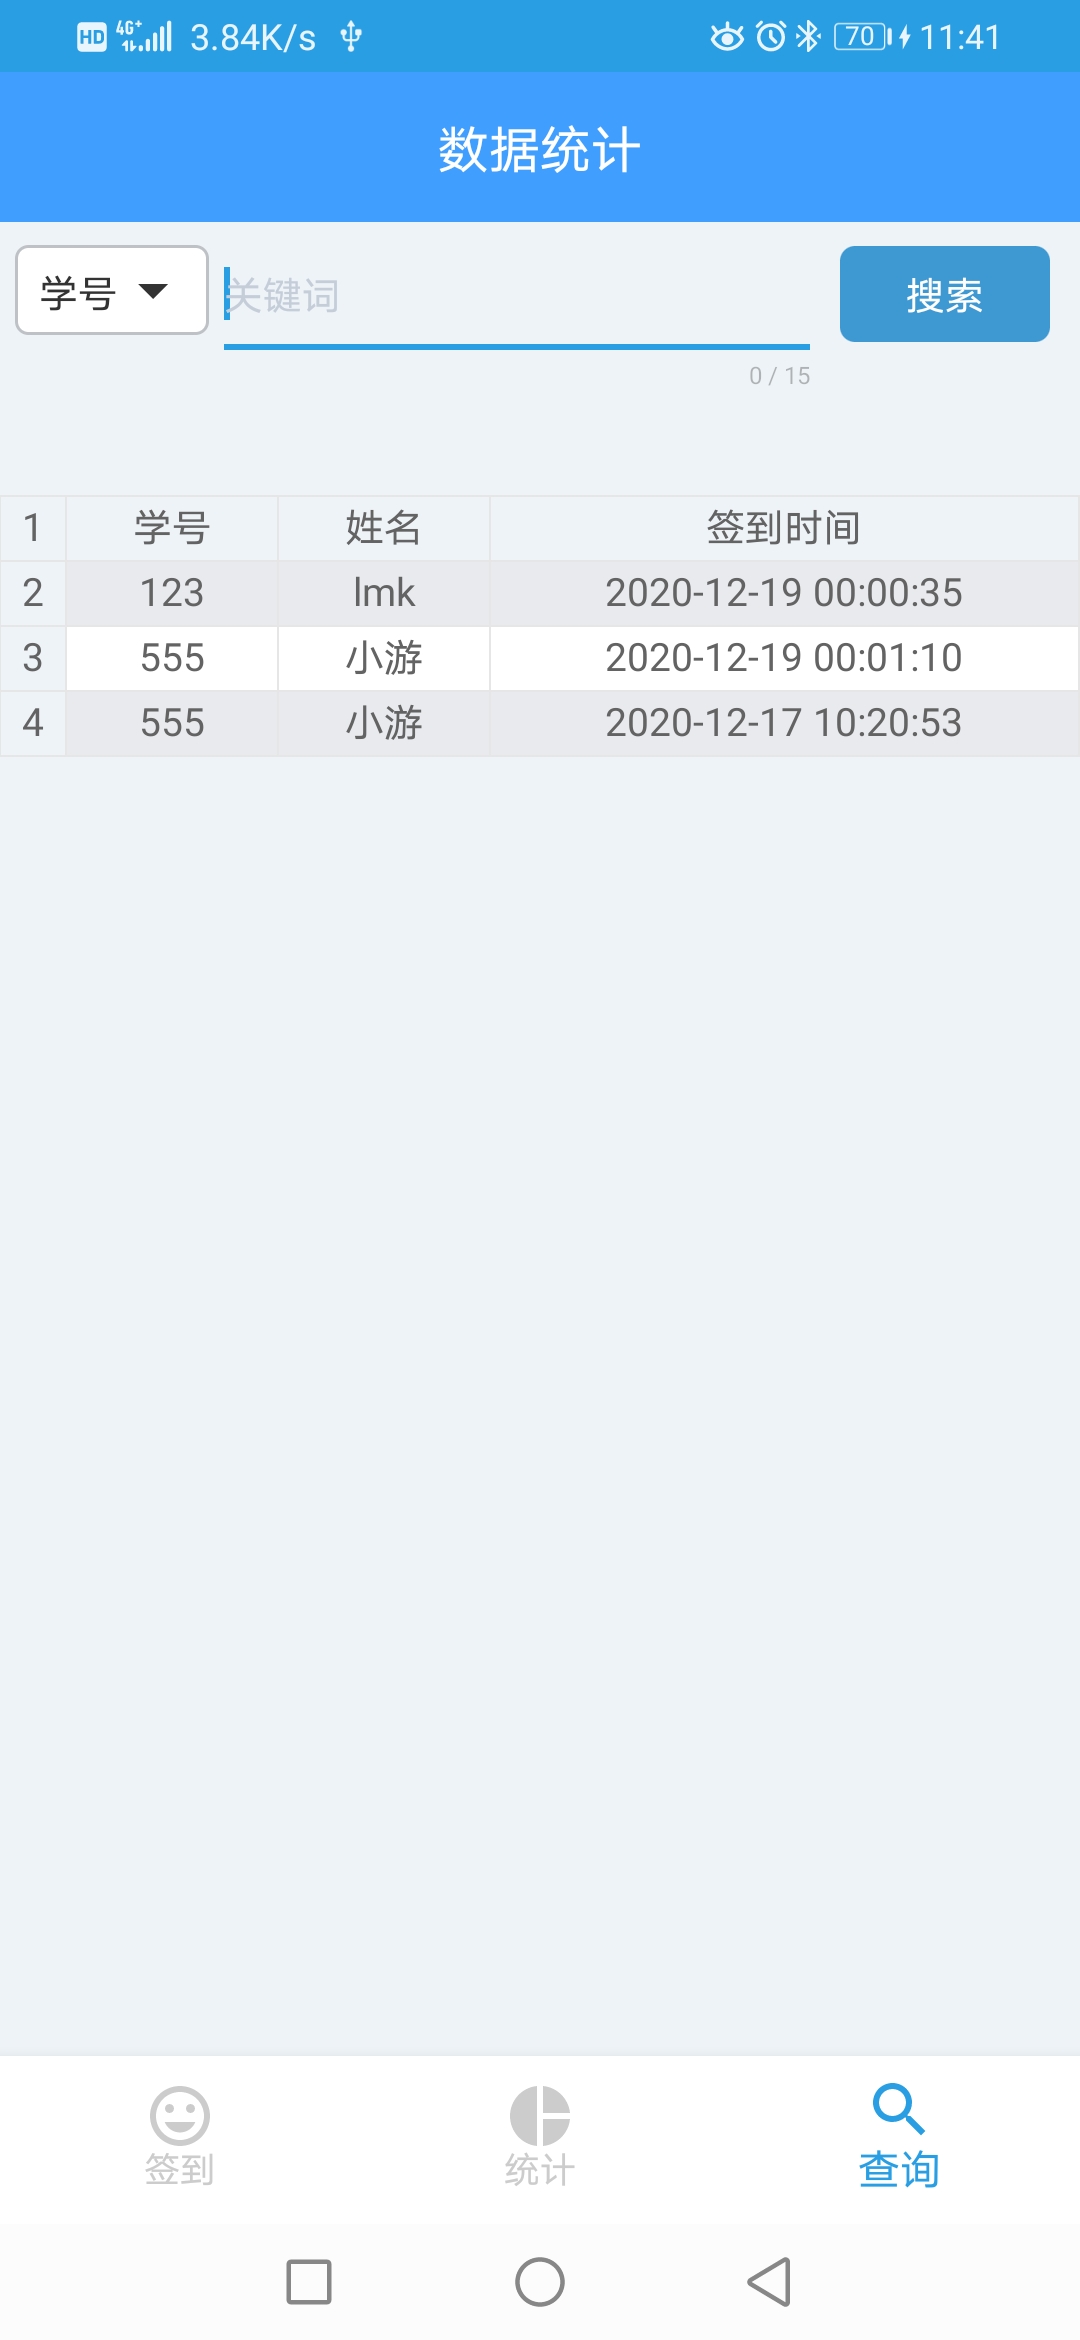 HD 4G+ 3.84K/s 70 11:41
数据统计
学号 关键词 搜索
0 / 15
1 学号 姓名 签到时间
2 123 lmk 2020-12-19 00:00:35
3 555 小游 2020-12-19 00:01:10
4 555 小游 2020-12-17 10:20:53
签到 统计 查询